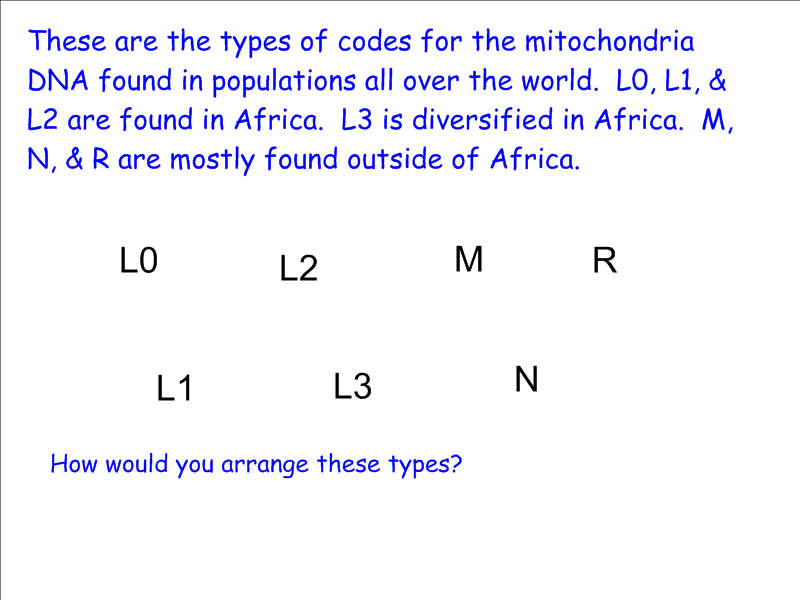 These are the types of codes for the mitochondria
DNA found in populations all over the world.  L0, L1, &
L2 are found in Africa.  L3 is diversified in Africa.  M,
N, & R are mostly found outside of Africa.
L0 L2 M R
L1 L3 N
How would you arrange these types?